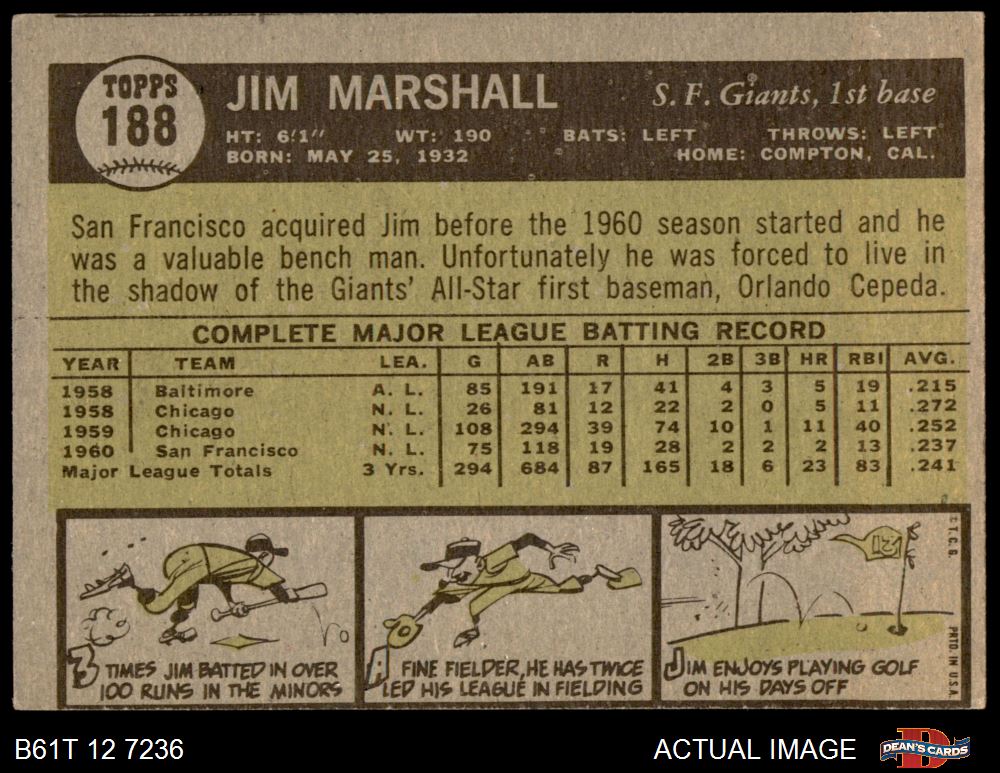 TOPPS
188
JIM MARSHALL
S. F. Giants, 1st base
HT: 6'1" WT: 190 BATS: LEFT THROWS: LEFT
BORN: MAY 25, 1932 HOME: COMPTON, CAL.
San Francisco acquired Jim before the 1960 season started and he
was a valuable bench man. Unfortunately he was forced to live in
the shadow of the Giants' All-Star first baseman, Orlando Cepeda.
COMPLETE MAJOR LEAGUE BATTING RECORD
YEAR TEAM LEA. G AB R H 2B 3B HR RBI AVG.
1958 Baltimore A. L. 85 191 17 41 4 3 5 19 .215
1958 Chicago N. L. 26 81 12 22 2 0 5 11 .272
1959 Chicago N. L. 108 294 39 74 10 1 11 40 .252
1960 San Francisco N. L. 75 118 19 28 2 2 2 13 .237
Major League Totals 3 Yrs. 294 684 87 165 18 6 23 83 .241
3 TIMES JIM BATTED IN OVER
100 RUNS IN THE MINORS
A FINE FIELDER, HE HAS TWICE
LED HIS LEAGUE IN FIELDING
JIM ENJOYS PLAYING GOLF
ON HIS DAYS OFF
© T. C. G.
PRTD. IN U.S.A.
B61T 12 7236
ACTUAL IMAGE
DEAN'S CARDS